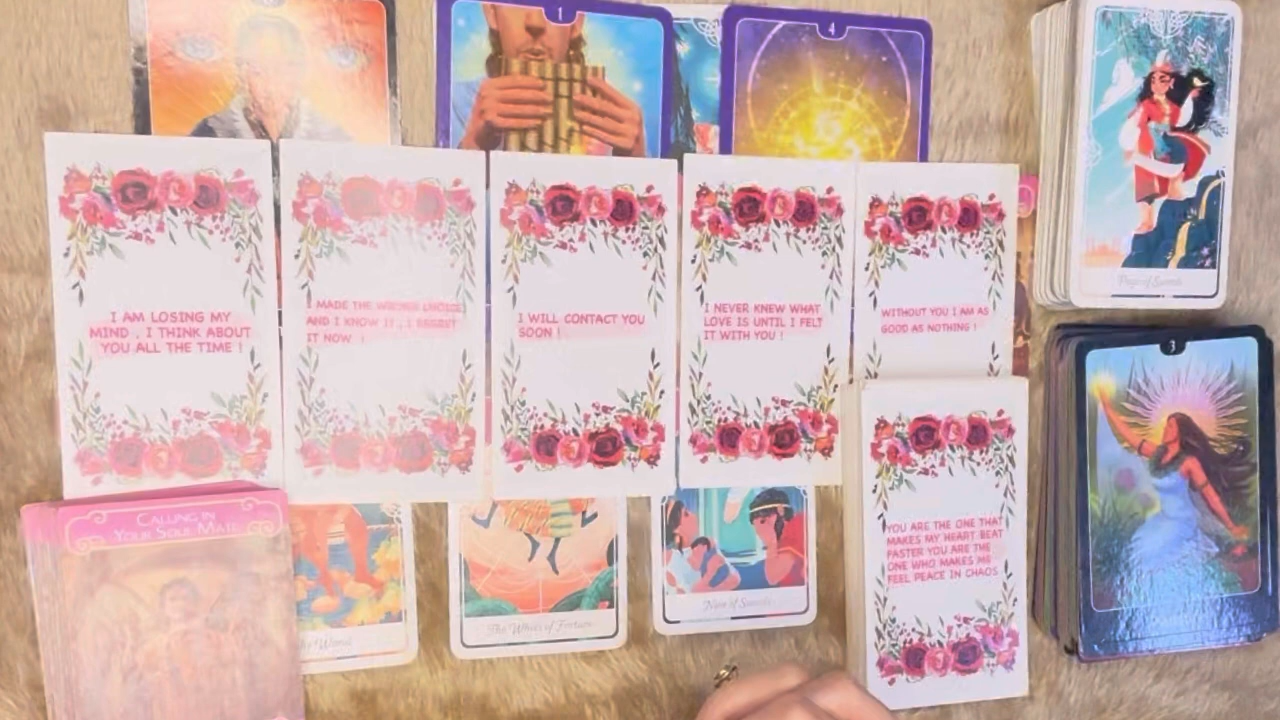 1
4
I AM LOSING MY
MIND , I THINK ABOUT
YOU ALL THE TIME !
I MADE THE WRONG CHOICE
AND I KNOW IT , I REGRET
IT NOW !
I WILL CONTACT YOU
SOON !
I NEVER KNEW WHAT
LOVE IS UNTIL I FELT
IT WITH YOU !
WITHOUT YOU I AM AS
GOOD AS NOTHING !
Page of Swords
3
CALLING IN
YOUR SOUL MATE
The World
The Wheel of Fortune
Nine of Swords
YOU ARE THE ONE THAT
MAKES MY HEART BEAT
FASTER YOU ARE THE
ONE WHO MAKES ME
FEEL PEACE IN CHAOS